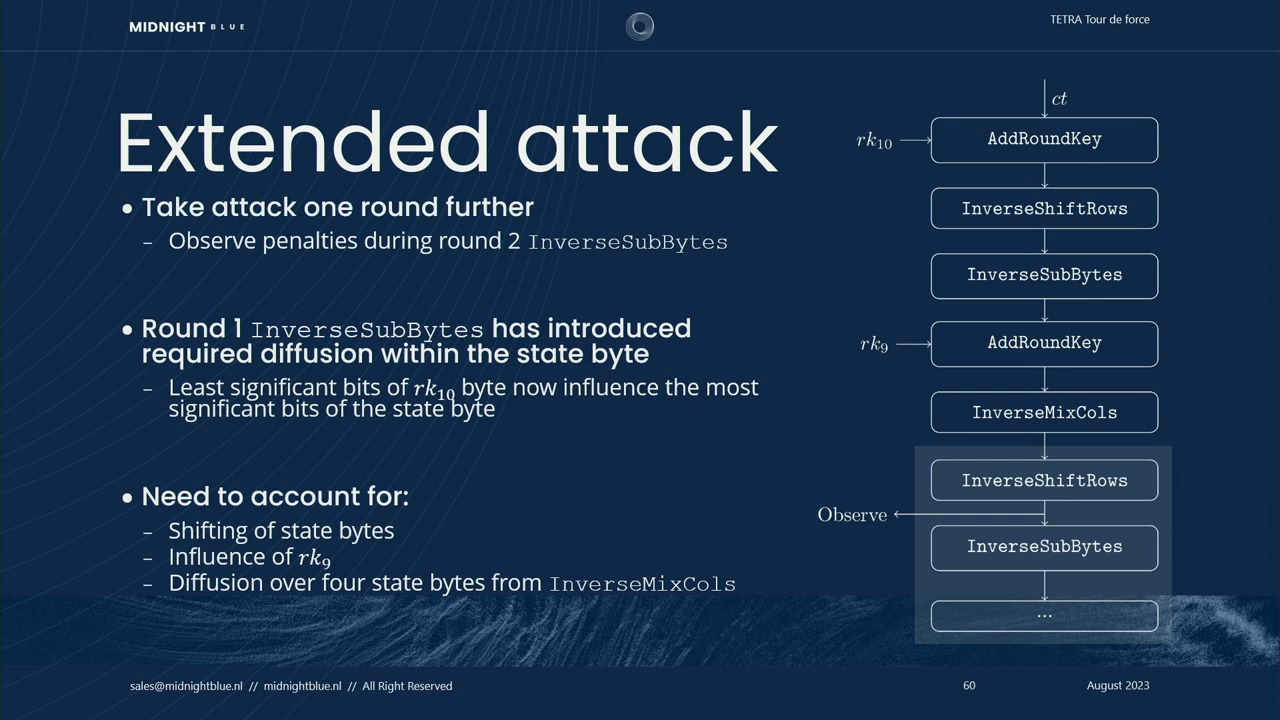 MIDNIGHT BLUE
TETRA Tour de force
Extended attack
• Take attack one round further
– Observe penalties during round 2 InverseSubBytes
• Round 1 InverseSubBytes has introduced
required diffusion within the state byte
– Least significant bits of rk₁₀ byte now influence the most
significant bits of the state byte
• Need to account for:
– Shifting of state bytes
– Influence of rk₉
– Diffusion over four state bytes from InverseMixCols
ct
rk₁₀
AddRoundKey
InverseShiftRows
InverseSubBytes
rk₉
AddRoundKey
InverseMixCols
InverseShiftRows
Observe
InverseSubBytes
...
sales@midnightblue.nl // midnightblue.nl // All Right Reserved
60
August 2023